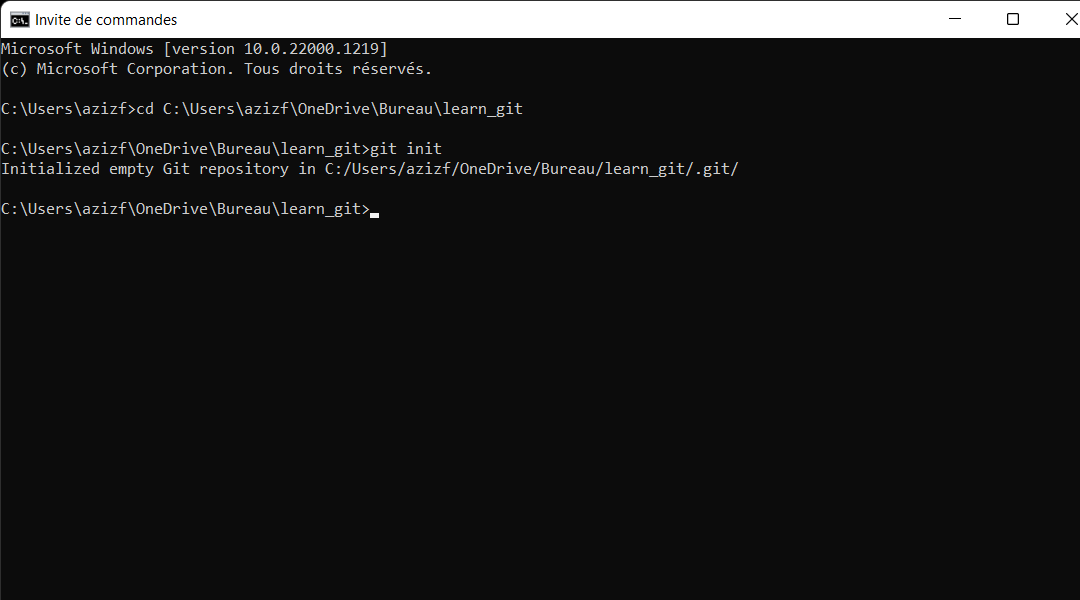 Invite de commandes
Microsoft Windows [version 10.0.22000.1219]
(c) Microsoft Corporation. Tous droits réservés.
C:\Users\azizf>cd C:\Users\azizf\OneDrive\Bureau\learn_git
C:\Users\azizf\OneDrive\Bureau\learn_git>git init
Initialized empty Git repository in C:/Users/azizf/OneDrive/Bureau/learn_git/.git/
C:\Users\azizf\OneDrive\Bureau\learn_git>